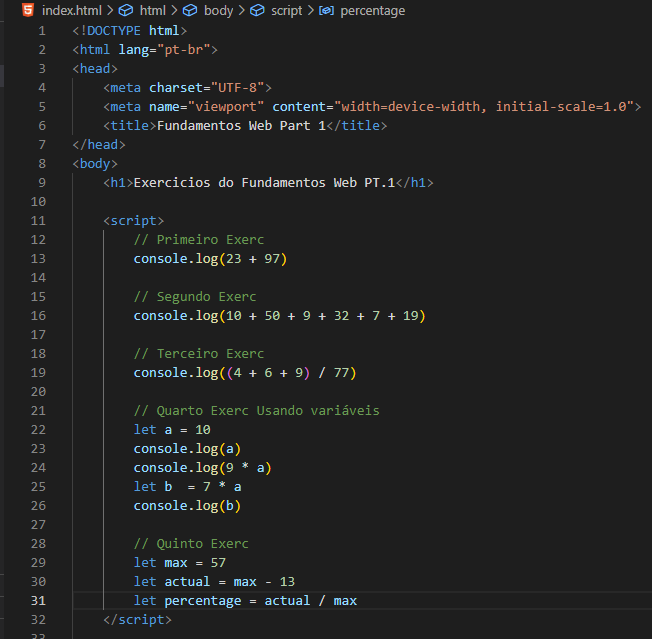 index.html > html > body > script > percentage
1 <!DOCTYPE html>
2 <html lang="pt-br">
3 <head>
4     <meta charset="UTF-8">
5     <meta name="viewport" content="width=device-width, initial-scale=1.0">
6     <title>Fundamentos Web Part 1</title>
7 </head>
8 <body>
9     <h1>Exercicios do Fundamentos Web PT.1</h1>
10
11     <script>
12         // Primeiro Exerc
13         console.log(23 + 97)
14
15         // Segundo Exerc
16         console.log(10 + 50 + 9 + 32 + 7 + 19)
17
18         // Terceiro Exerc
19         console.log((4 + 6 + 9) / 77)
20
21         // Quarto Exerc Usando variáveis
22         let a = 10
23         console.log(a)
24         console.log(9 * a)
25         let b  = 7 * a
26         console.log(b)
27
28         // Quinto Exerc
29         let max = 57
30         let actual = max - 13
31         let percentage = actual / max
32     </script>
33